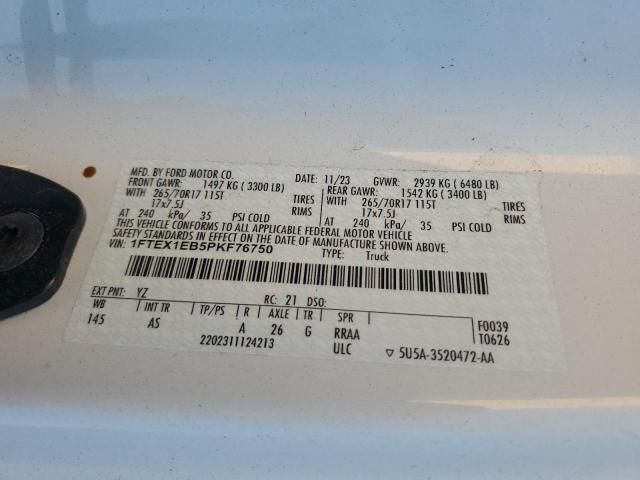 MFD. BY FORD MOTOR CO. 11/23 GVWR: 2939 KG ( 6480 LB)
FRONT GAWR: 1497 KG ( 3300 LB) REAR GAWR: 1542 KG ( 3400 LB)
WITH 265/70R17 115T TIRES WITH 265/70R17 115T TIRES
17x7.5J RIMS 17x7.5J RIMS
AT 240 kPa/ 35 PSI COLD AT 240 kPa/ 35 PSI COLD
THIS VEHICLE CONFORMS TO ALL APPLICABLE FEDERAL MOTOR VEHICLE
SAFETY STANDARDS IN EFFECT ON THE DATE OF MANUFACTURE SHOWN ABOVE.
VIN: 1FTEX1EB5PKF76750 TYPE: Truck
EXT PNT: YZ RC: 21 DSO:
WB INT TR TP/PS R AXLE TR SPR F0039
145 AS A 26 G RRAA T0626
2202311124213 ULC ▽ 5U5A-3520472-AA